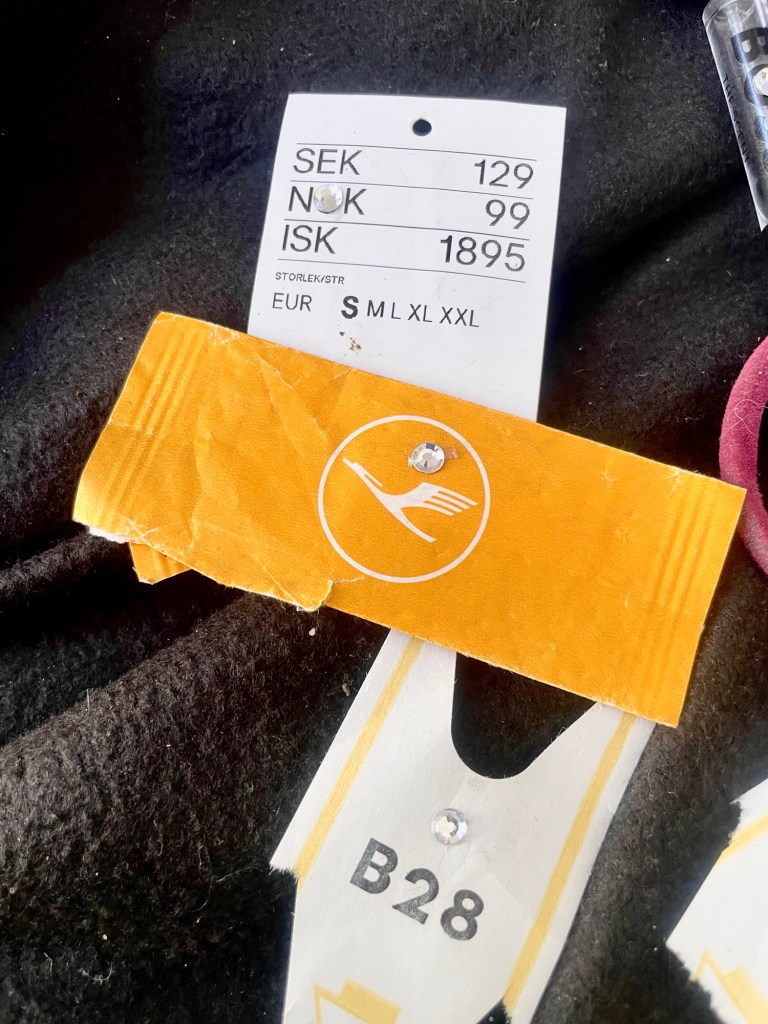 SEK 129
NOK 99
ISK 1895
STORLEK/STR
EUR S M L XL XXL
B28